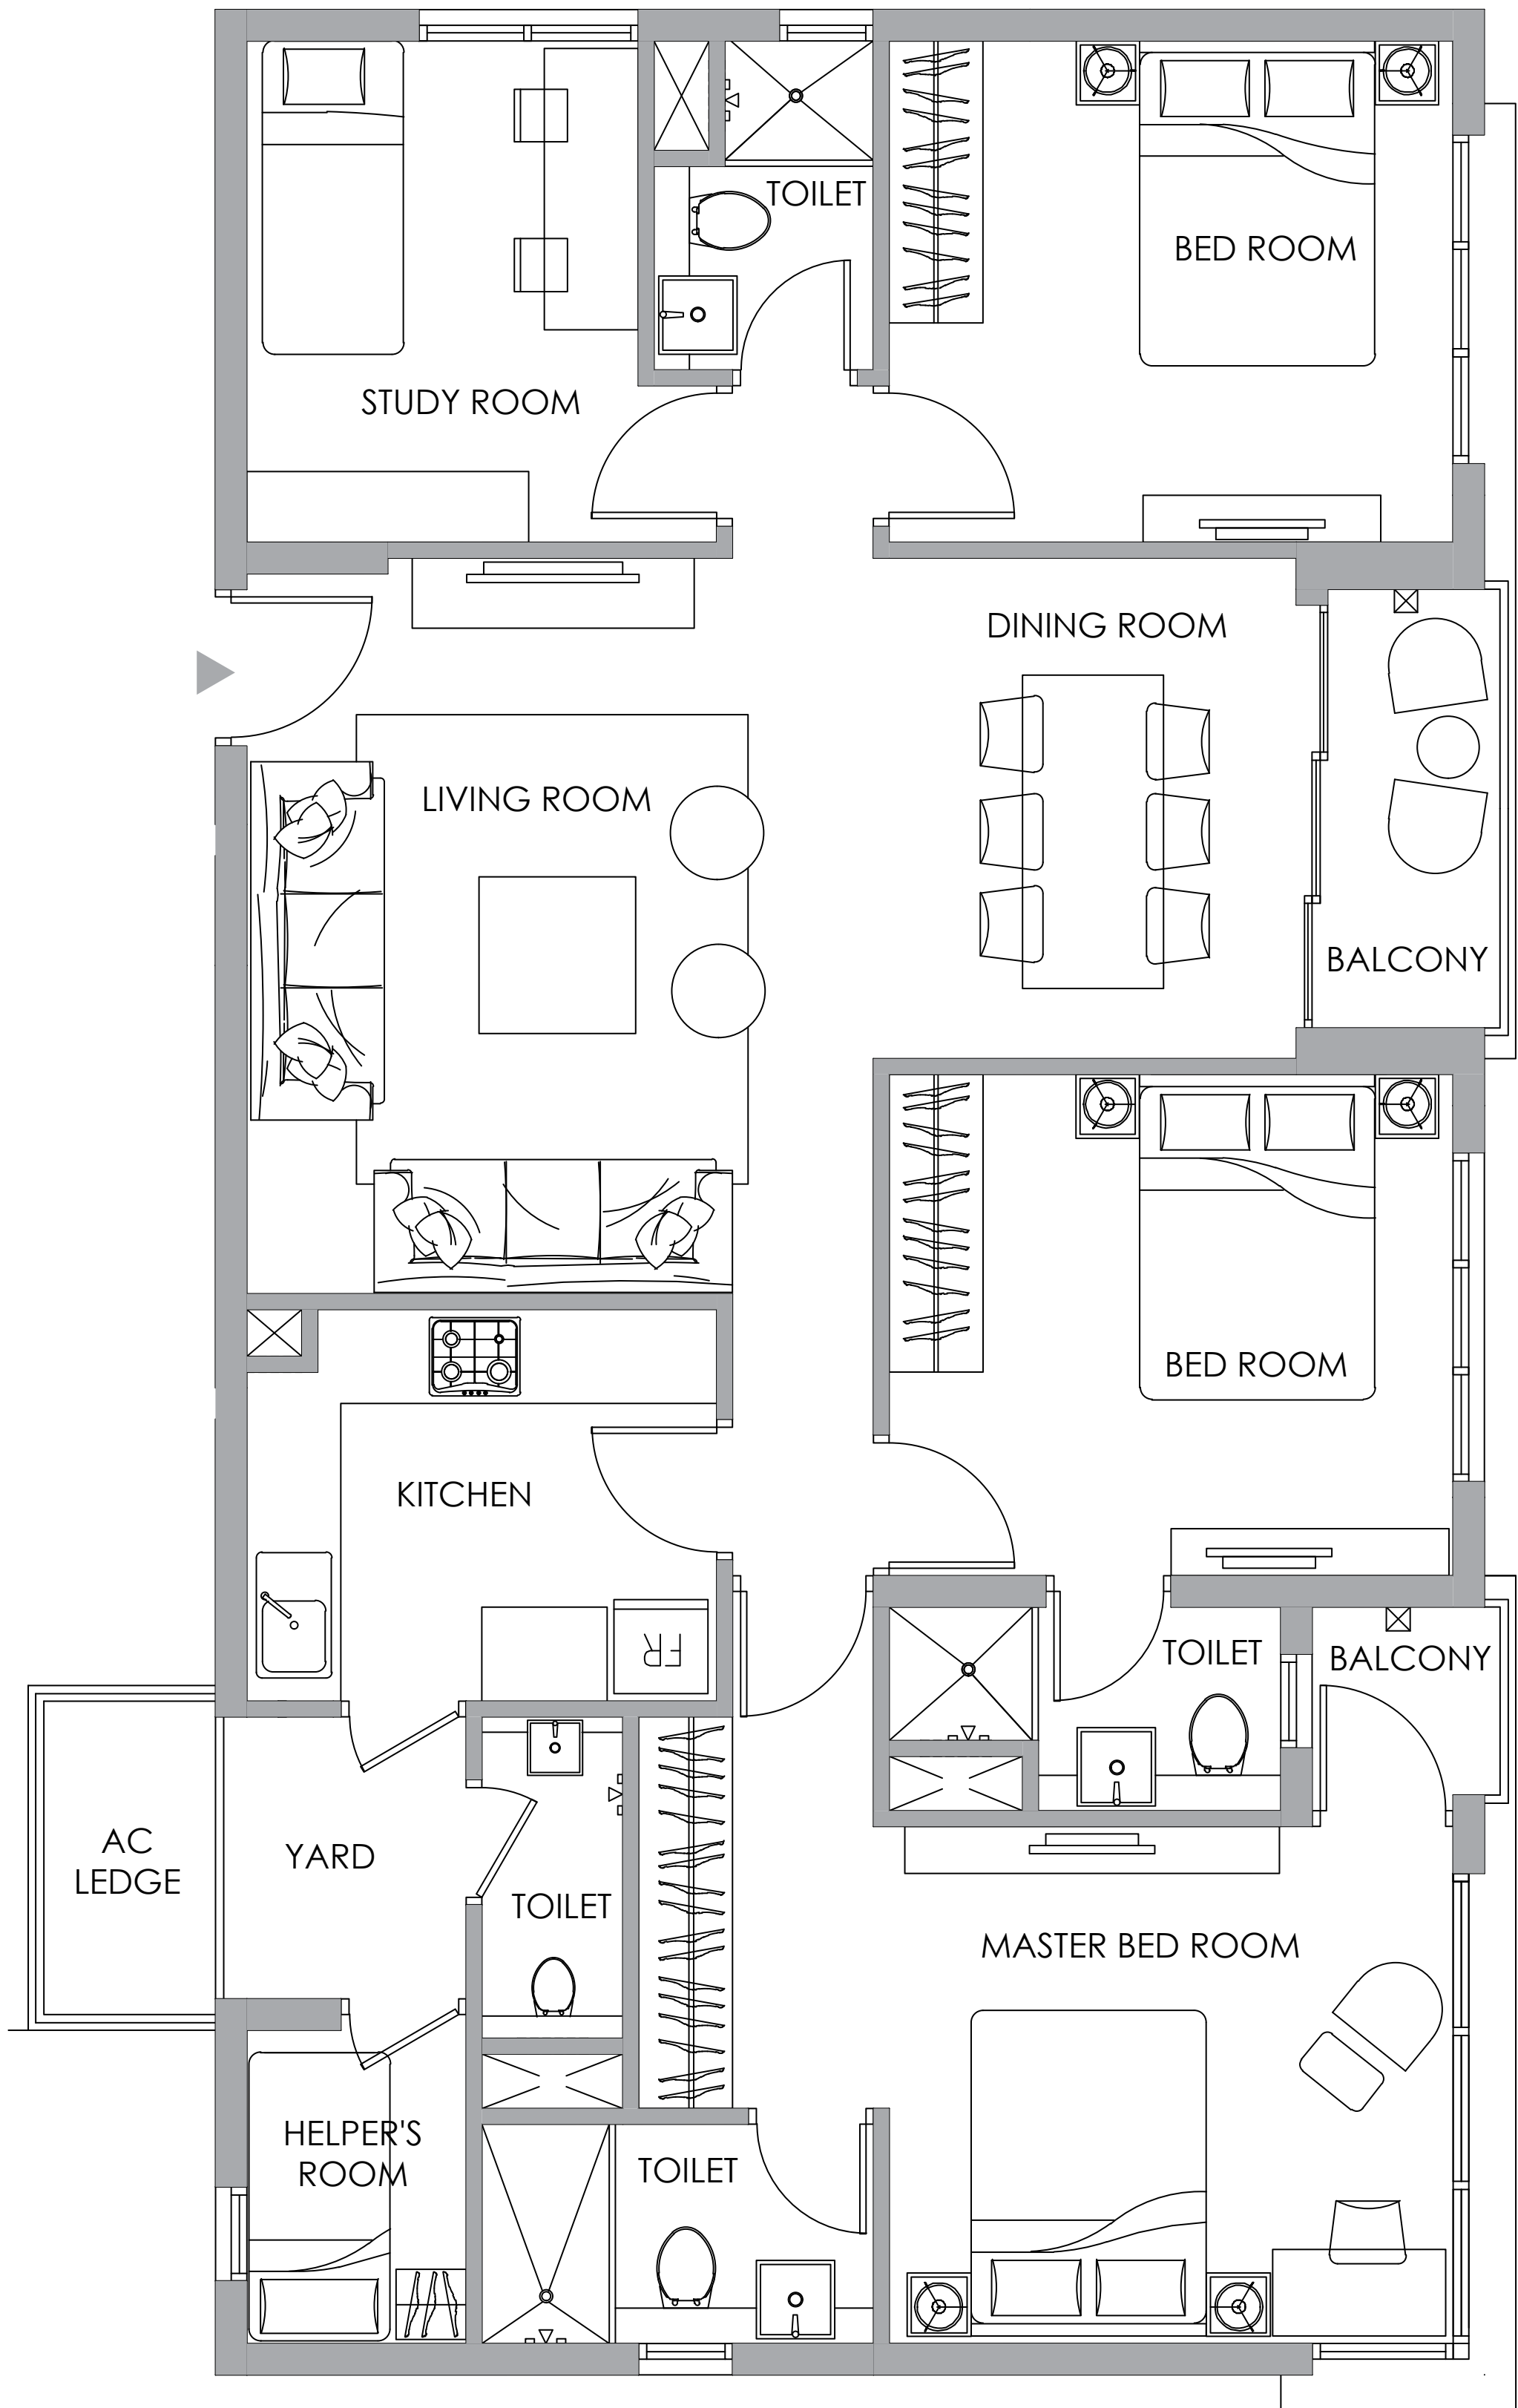 TOILET
BED ROOM
STUDY ROOM
DINING ROOM
LIVING ROOM
BALCONY
BED ROOM
KITCHEN
FR
TOILET
BALCONY
AC
LEDGE
YARD
TOILET
MASTER BED ROOM
HELPER'S
ROOM
TOILET